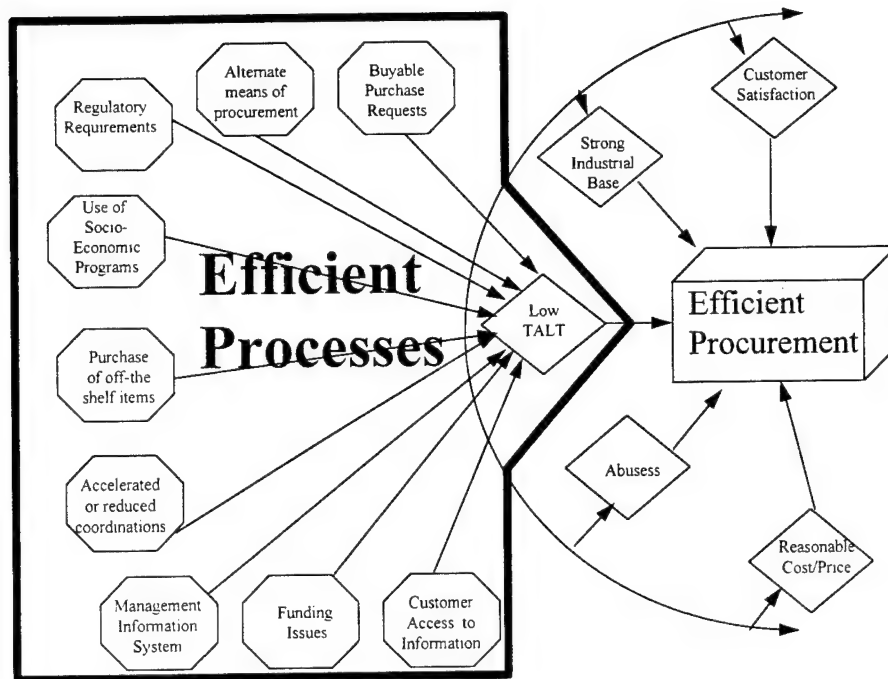 Alternate
means of
procurement
Buyable
Purchase
Requests
Customer
Satisfaction
Regulatory
Requirements
Strong
Industrial
Base
Use of
Socio-
Economic
Programs
Efficient
Processes
Low
TALT
Efficient
Procurement
Purchase
of off-the
shelf items
Abusess
Accelerated
or reduced
coordinations
Reasonable
Cost/Price
Management
Information
System
Funding
Issues
Customer
Access to
Information